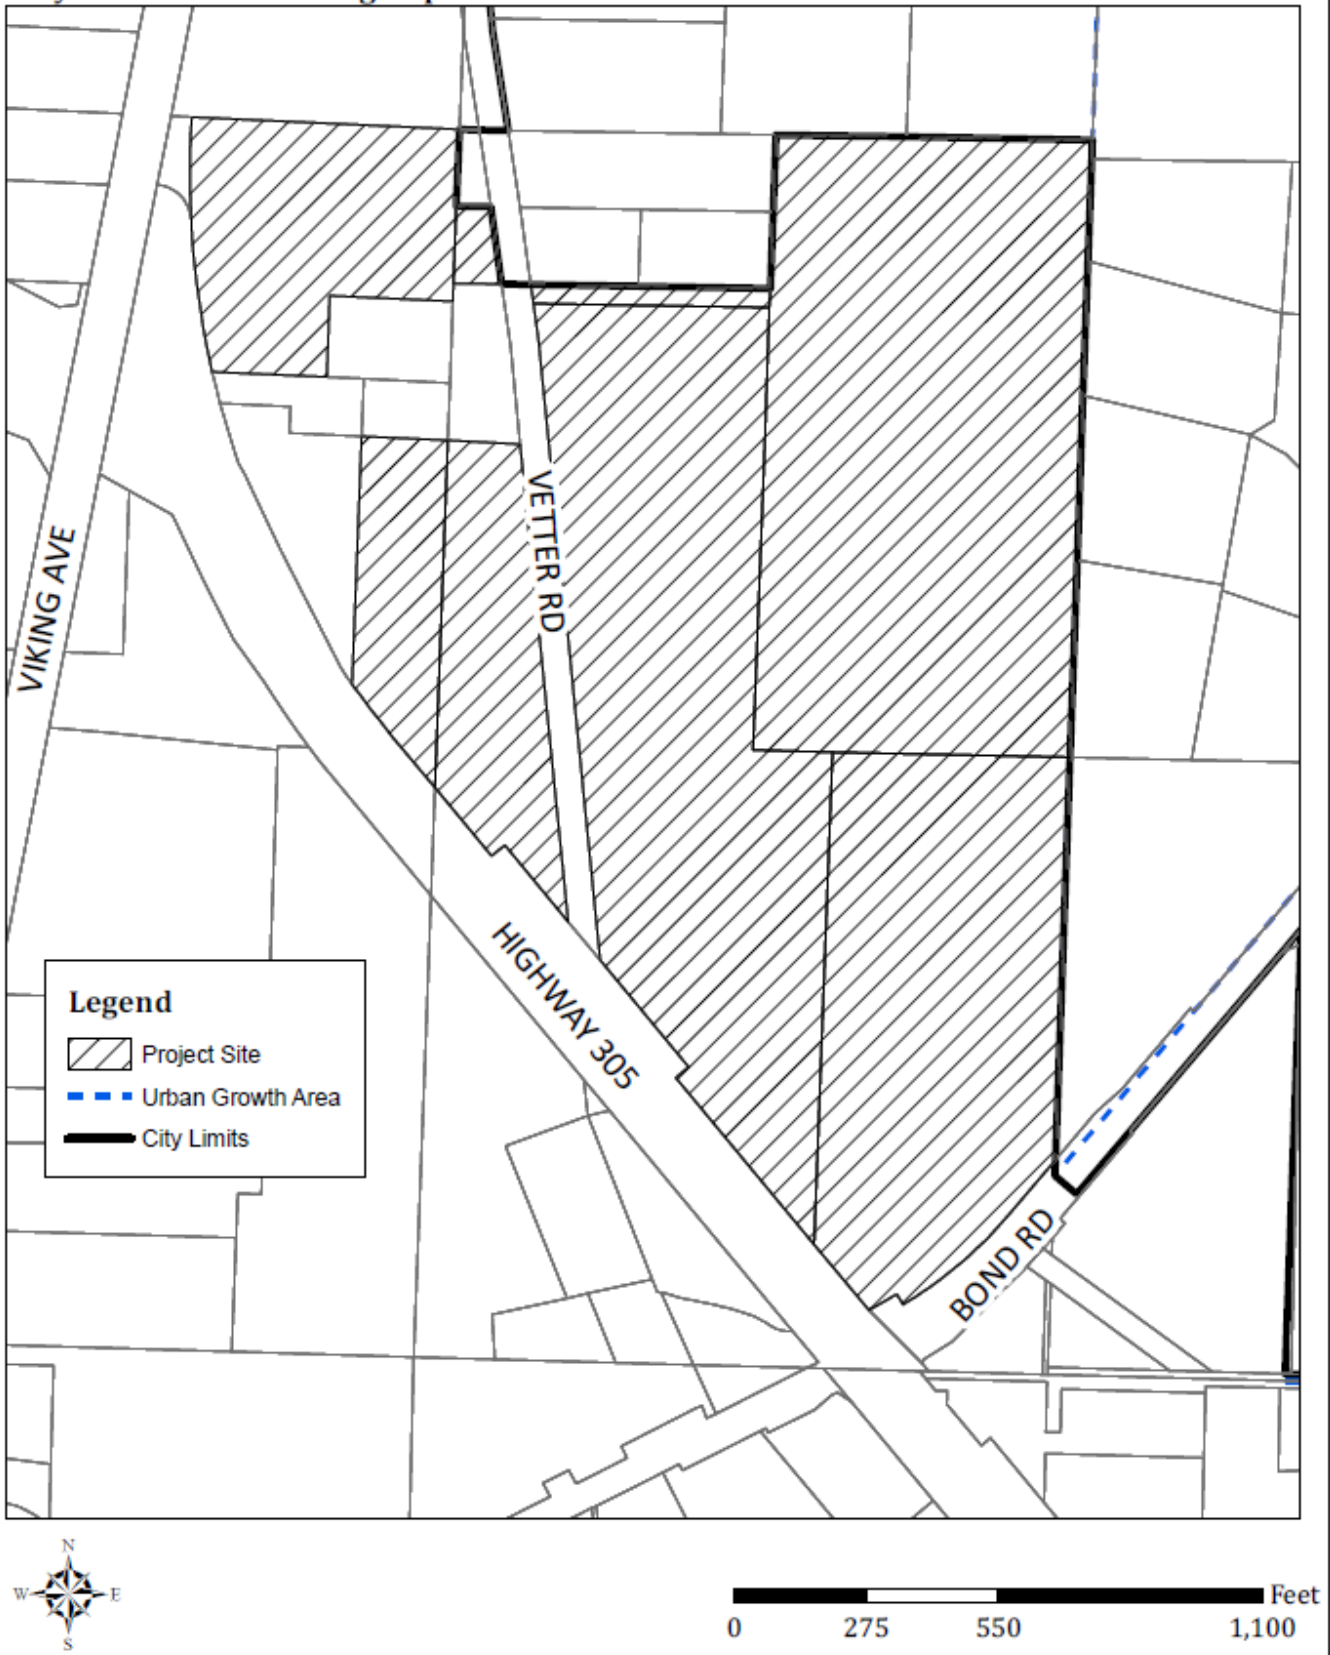 VIKING AVE
VETTER RD
HIGHWAY 305
BOND RD
Legend
Project Site
Urban Growth Area
City Limits
N
W E
S
Feet
0 275 550 1,100